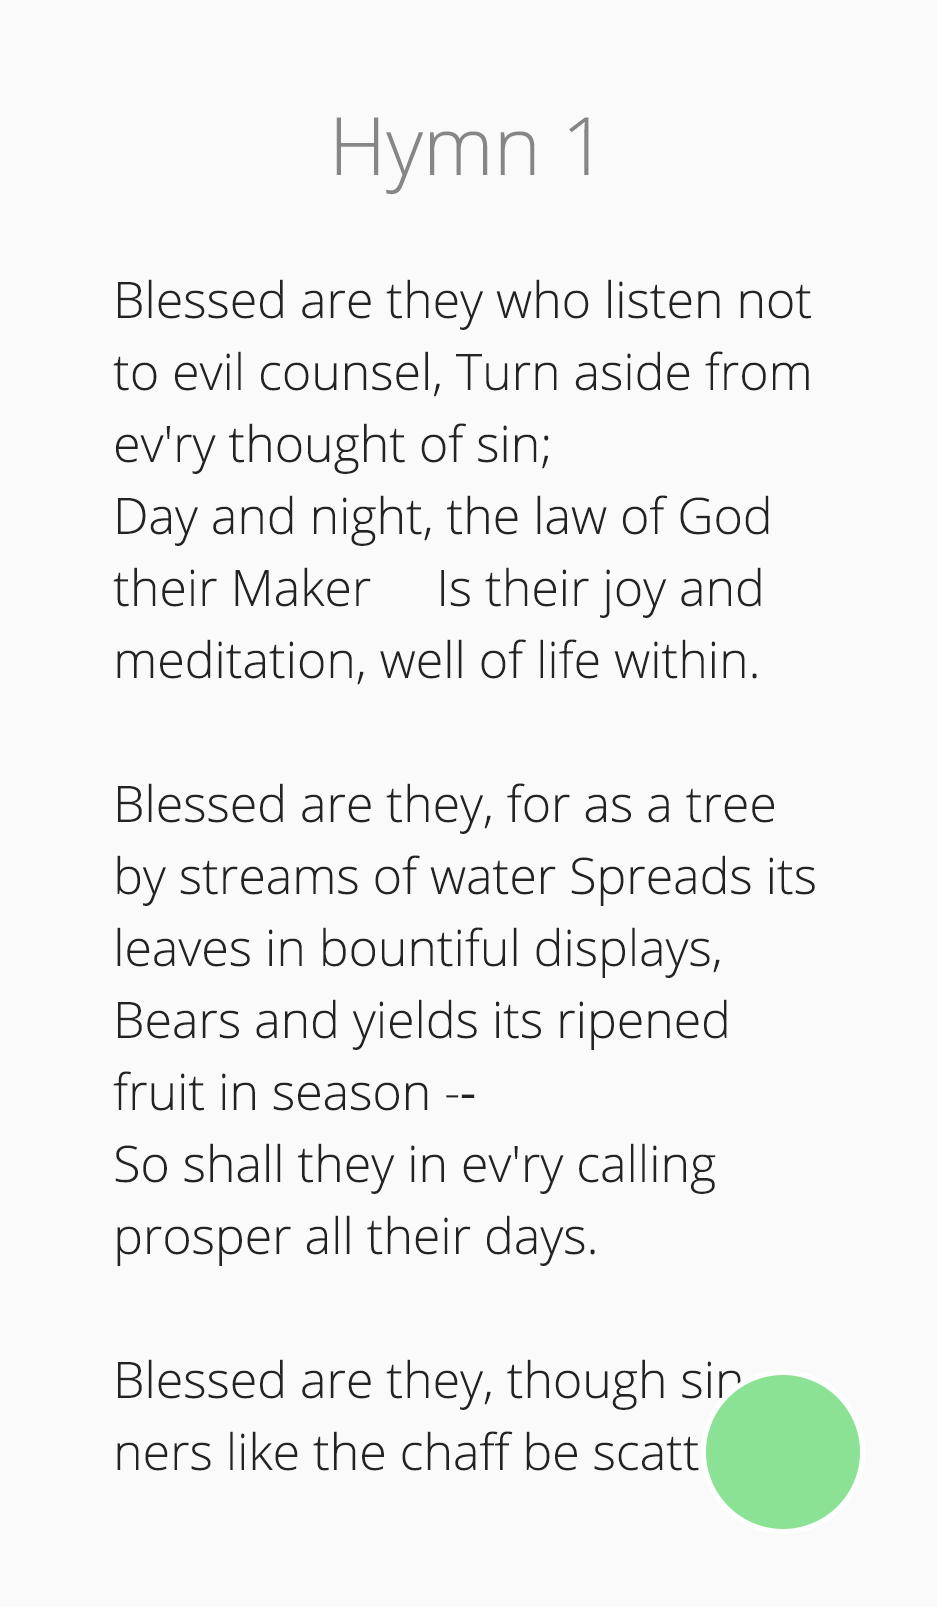 Hymn 1
Blessed are they who listen not
to evil counsel, Turn aside from
ev'ry thought of sin;
Day and night, the law of God
their Maker     Is their joy and
meditation, well of life within.
Blessed are they, for as a tree
by streams of water Spreads its
leaves in bountiful displays,
Bears and yields its ripened
fruit in season --
So shall they in ev'ry calling
prosper all their days.
Blessed are they, though sin
ners like the chaff be scatt